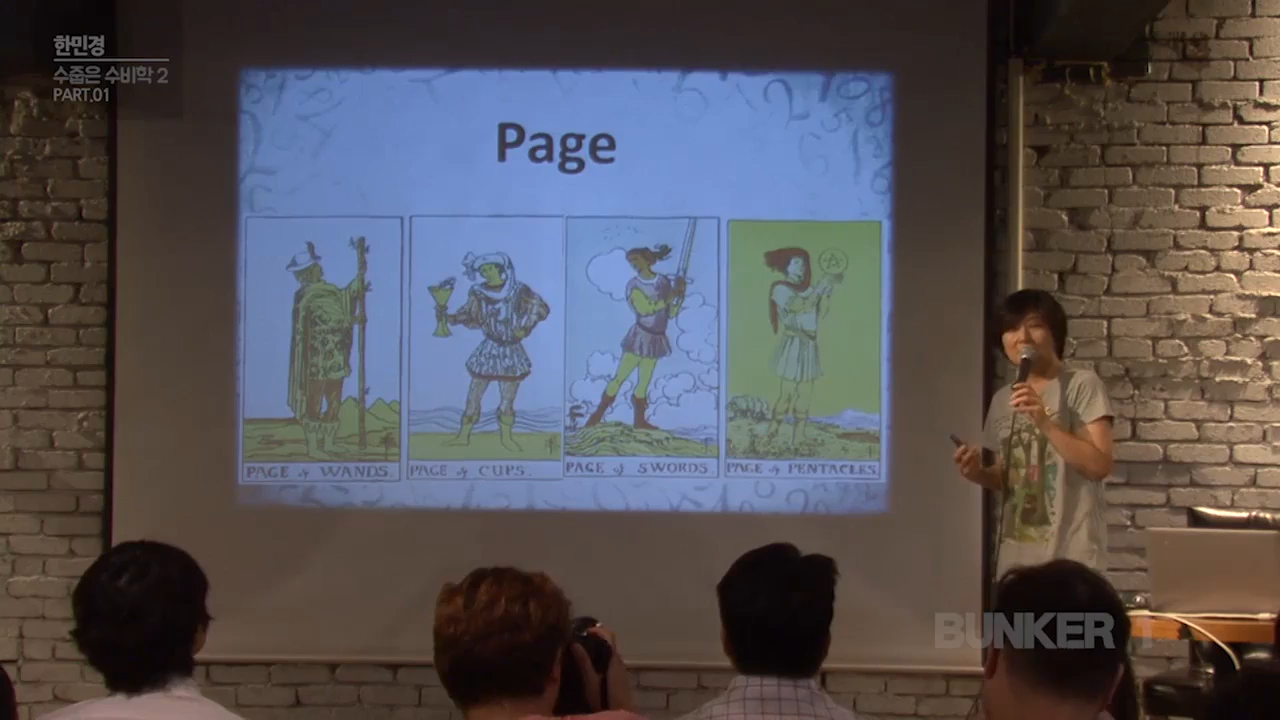 한민경
수줍은 수비학 2
PART.01
Page
PAGE of WANDS.
PAGE of CUPS.
PAGE of SWORDS.
PAGE of PENTACLES.
BUNKER 1